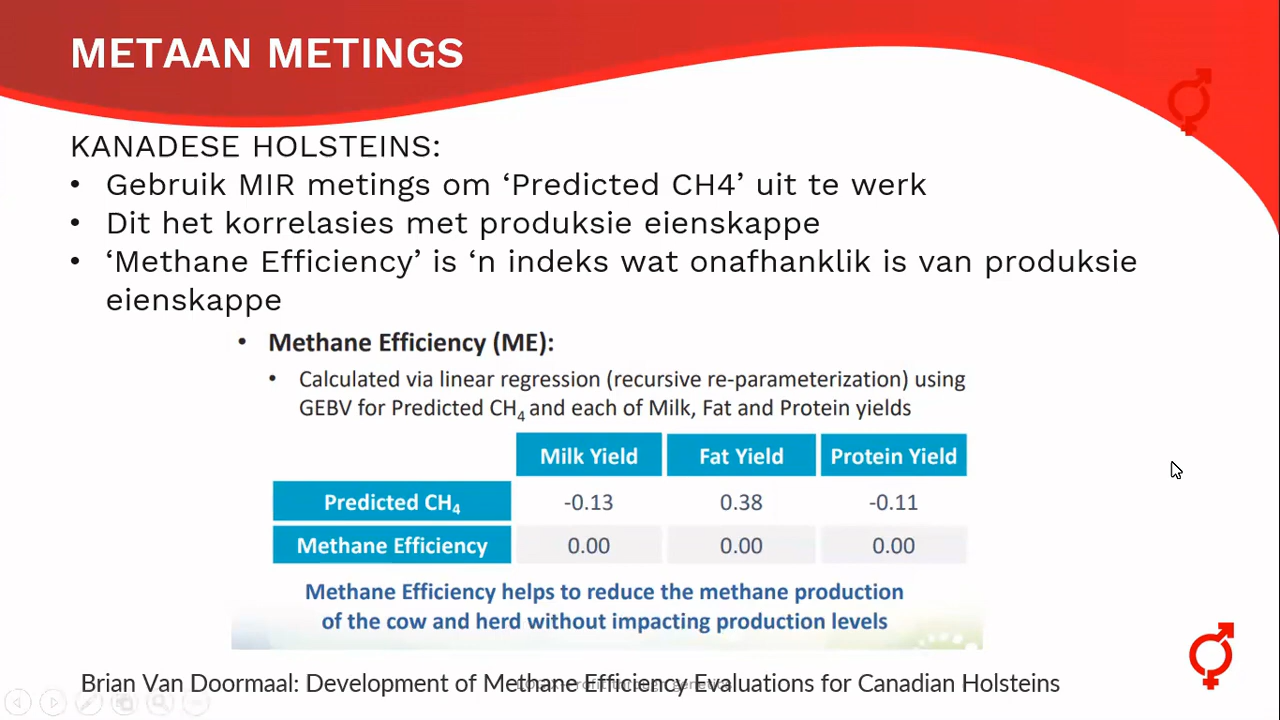 METAAN METINGS
KANADESE HOLSTEINS:
• Gebruik MIR metings om ‘Predicted CH4’ uit te werk
• Dit het korrelasies met produksie eienskappe
• ‘Methane Efficiency’ is ‘n indeks wat onafhanklik is van produksie
eienskappe
• Methane Efficiency (ME):
• Calculated via linear regression (recursive re-parameterization) using
GEBV for Predicted CH₄ and each of Milk, Fat and Protein yields
Milk Yield Fat Yield Protein Yield
Predicted CH₄ -0.13 0.38 -0.11
Methane Efficiency 0.00 0.00 0.00
Methane Efficiency helps to reduce the methane production
of the cow and herd without impacting production levels
Brian Van Doormaal: Development of Methane Efficiency Evaluations for Canadian Holsteins